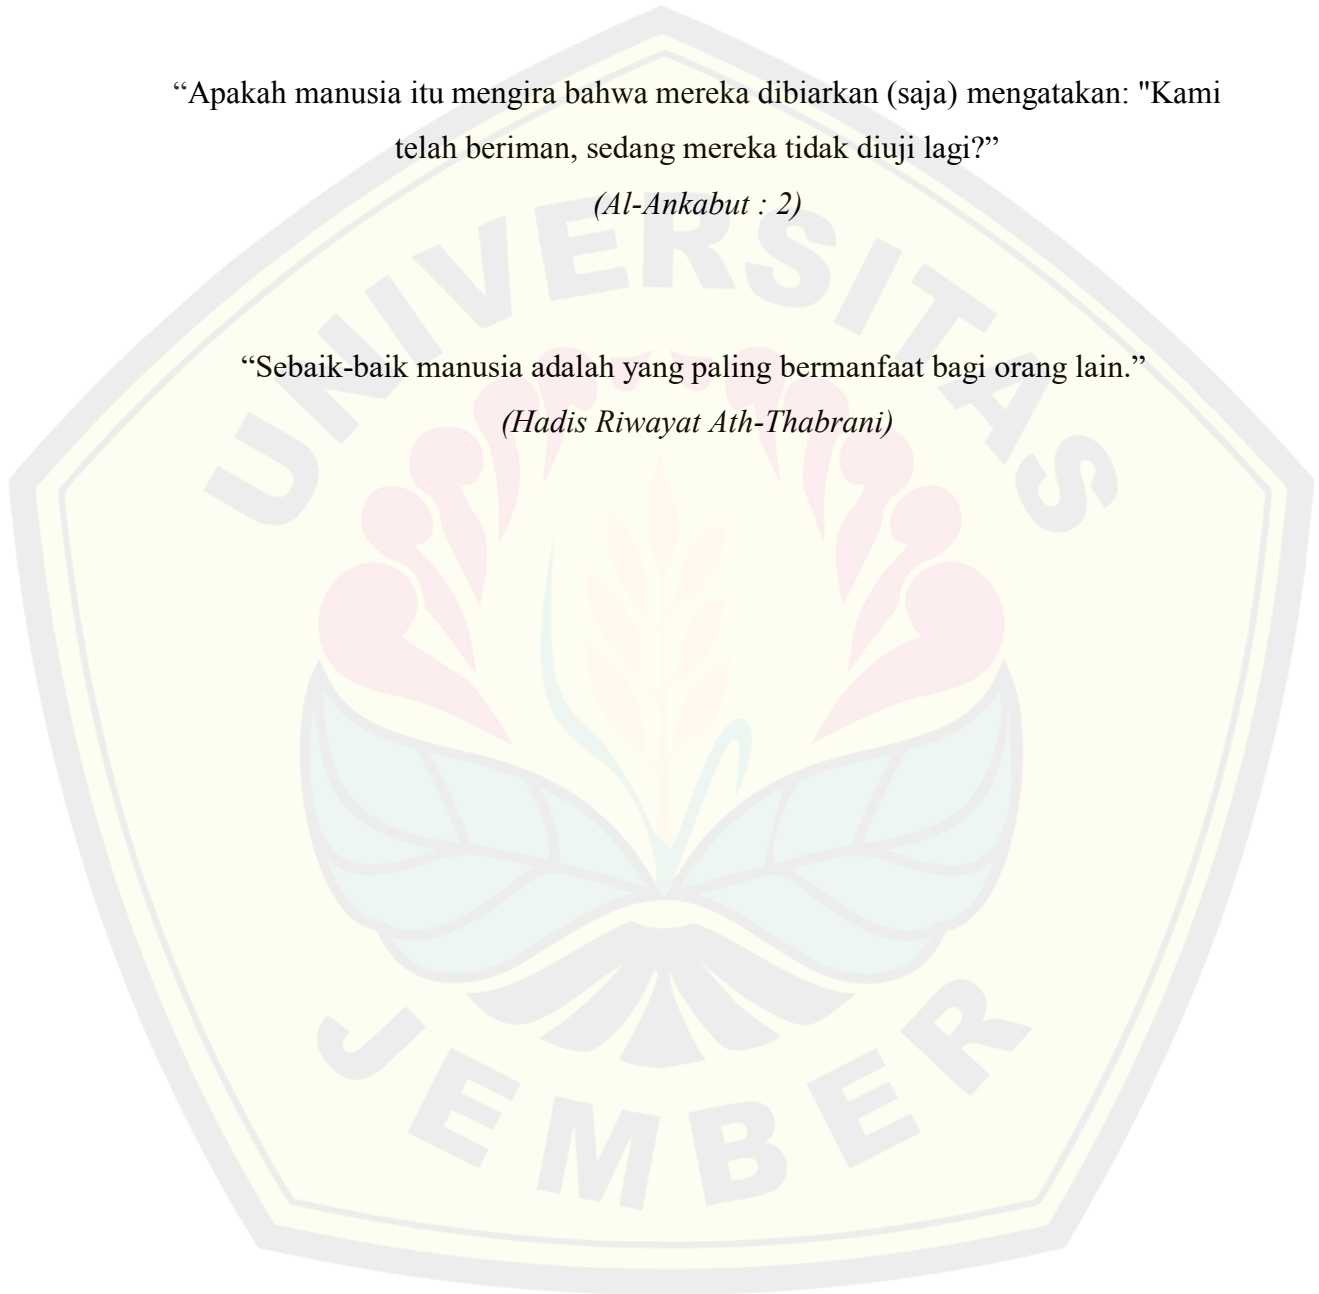 “Apakah manusia itu mengira bahwa mereka dibiarkan (saja) mengatakan: "Kami
telah beriman, sedang mereka tidak diuji lagi?”
(Al-Ankabut : 2)
“Sebaik-baik manusia adalah yang paling bermanfaat bagi orang lain.”
(Hadis Riwayat Ath-Thabrani)
UNIVERSITAS
JEMBER